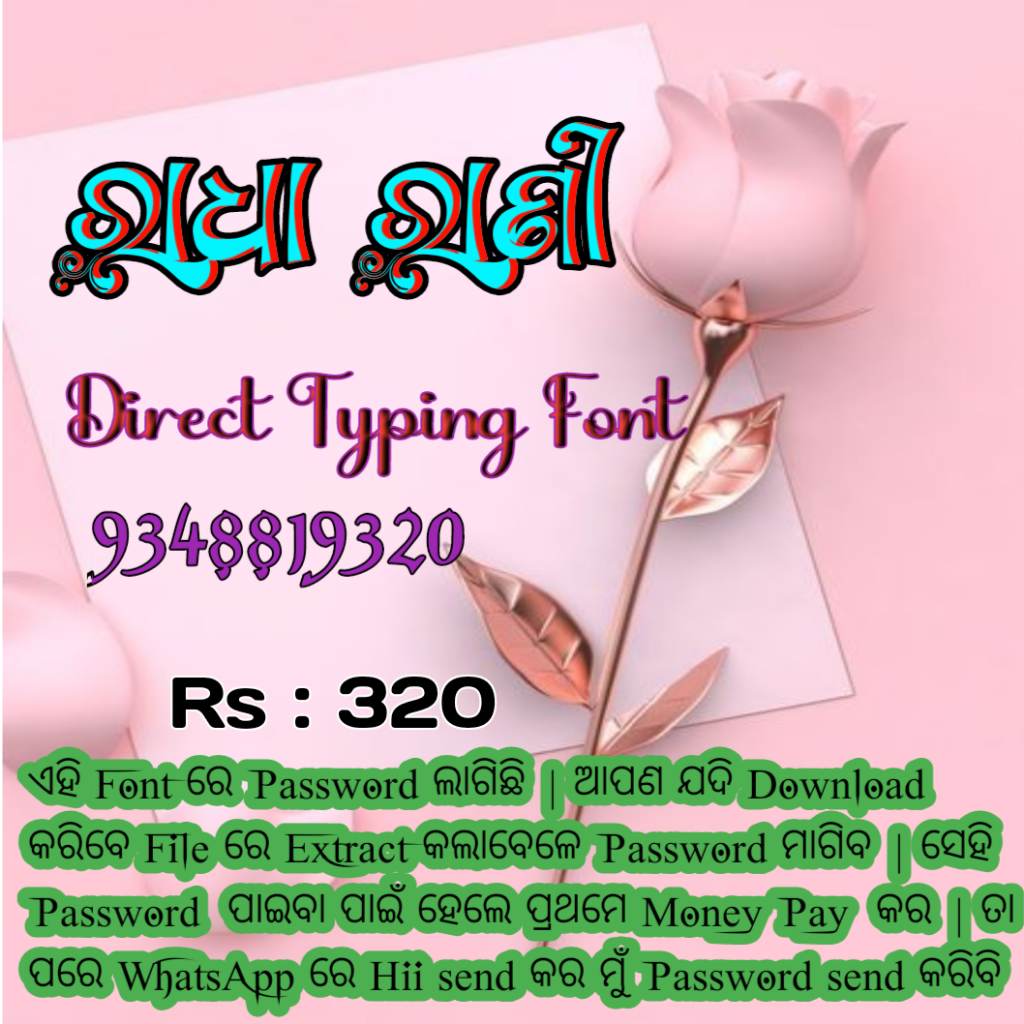 ରାଧା ରାଣୀ
Direct Typing Font
9348819320
Rs : 320
ଏହି Font ରେ Password ଲାଗିଛି | ଆପଣ ଯଦି Download
କରିବେ File ରେ Extract କଲାବେଳେ Password ମାଗିବ | ସେହି
Password ପାଇବା ପାଇଁ ହେଲେ ପ୍ରଥମେ Money Pay କର | ତା
ପରେ WhatsApp ରେ Hii send କର ମୁଁ Password send କରିବି